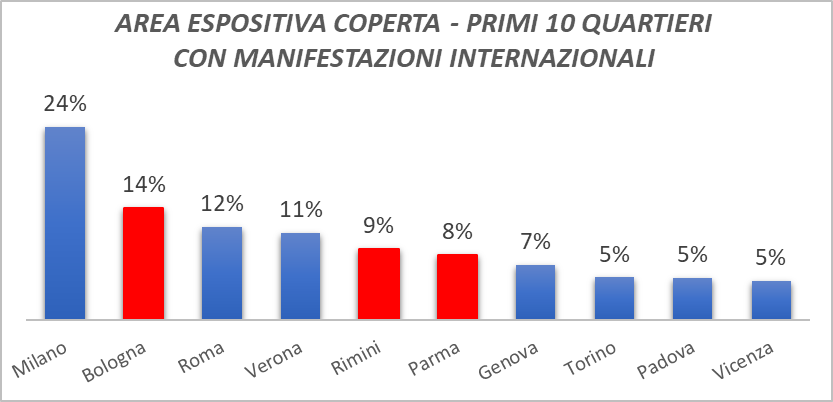 AREA ESPOSITIVA COPERTA - PRIMI 10 QUARTIERI
CON MANIFESTAZIONI INTERNAZIONALI
24%
14%
12%
11%
9%
8%
7%
5%
5%
5%
Milano
Bologna
Roma
Verona
Rimini
Parma
Genova
Torino
Padova
Vicenza